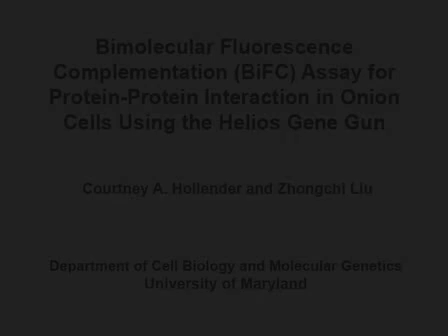 Bimolecular Fluorescence
Complementation (BiFC) Assay for
Protein-Protein Interaction in Onion
Cells Using the Helios Gene Gun
Courtney A. Hollender and Zhongchi Liu
Department of Cell Biology and Molecular Genetics
University of Maryland